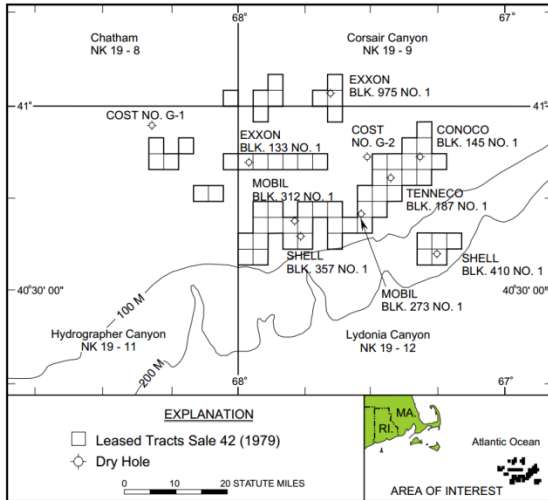 68°
67°
Chatham
NK 19 - 8
Corsair Canyon
NK 19 - 9
EXXON
BLK. 975 NO. 1
41°
41°
COST NO. G-1
EXXON
BLK. 133 NO. 1
COST
NO. G-2
CONOCO
BLK. 145 NO. 1
MOBIL
BLK. 312 NO. 1
TENNECO
BLK. 187 NO. 1
SHELL
BLK. 357 NO. 1
SHELL
BLK. 410 NO. 1
MOBIL
BLK. 273 NO. 1
40°30' 00"
40°30' 00"
100 M
Hydrographer Canyon
NK 19 - 11
Lydonia Canyon
NK 19 - 12
200 M
68°
67°
EXPLANATION
Leased Tracts Sale 42 (1979)
Dry Hole
0 10 20 STATUTE MILES
MA.
RI.
Atlantic Ocean
AREA OF INTEREST